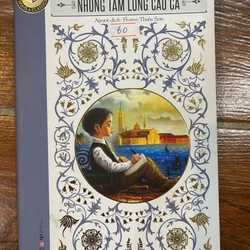 NHỮNG TẤM LÒNG CAO CẢ
Người dịch: Hoàng Thiếu Sơn
60